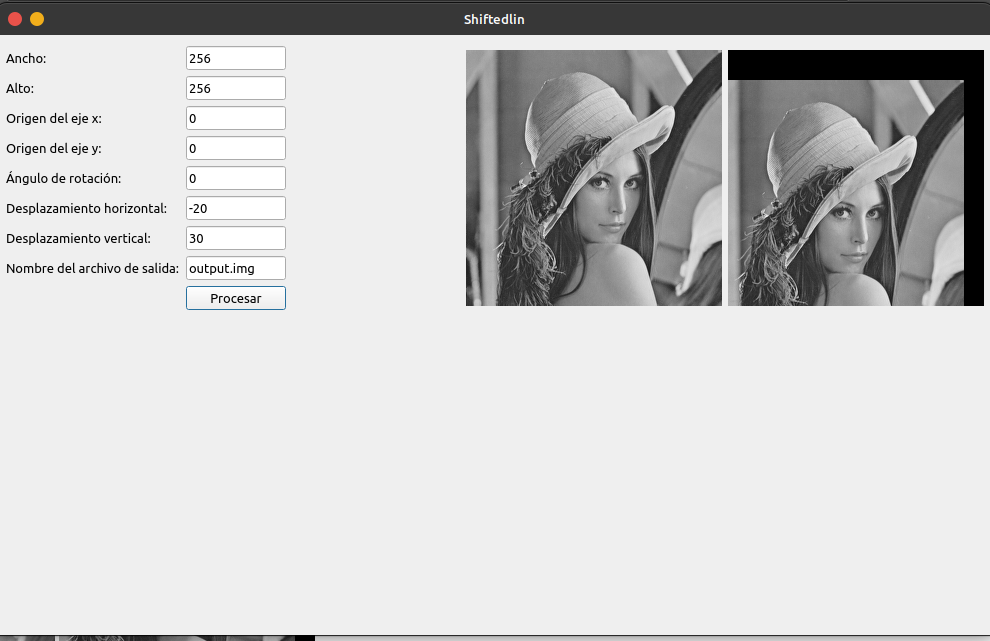 Shiftedlin
Ancho: 256
Alto: 256
Origen del eje x: 0
Origen del eje y: 0
Ángulo de rotación: 0
Desplazamiento horizontal: -20
Desplazamiento vertical: 30
Nombre del archivo de salida: output.img
Procesar